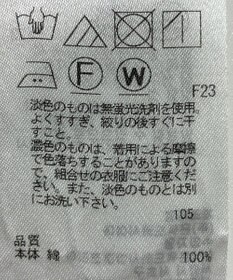 F W
F23
淡色のものは無蛍光洗剤を使用、
よくすすぎ、絞りの後すぐに干
すこと。
濃色のものは、着用による摩擦
で色落ちすることがありますの
で、組合せの衣服にご注意くださ
い。また、淡色のものとは別
にお洗い下さい。
105
品質
本体 綿 100%